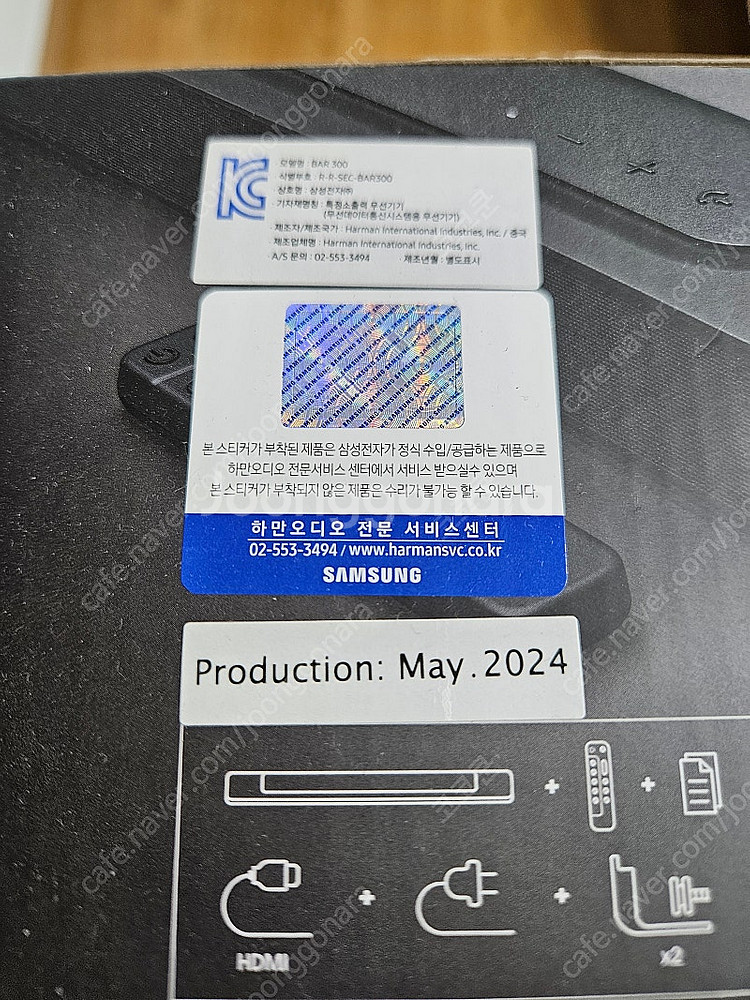 모델명 : BAR 300
식별부호 : R-R-SEC-BAR300
상호명 : 삼성전자㈜
기자재명칭 : 특정소출력 무선기기
(무선데이터통신시스템용 무선기기)
제조자/제조국가 : Harman International Industries, Inc. / 중국
제조업체명 : Harman International Industries, Inc.
A/S 문의 : 02-553-3494 제조년월 : 별도표시
SAMSUNG
본 스티커가 부착된 제품은 삼성전자가 정식 수입/공급하는 제품으로
하만오디오 전문서비스 센터에서 서비스 받으실수 있으며
본 스티커가 부착되지 않은 제품은 수리가 불가능 할 수 있습니다.
하만오디오 전문 서비스센터
02-553-3494 / www.harmansvc.co.kr
SAMSUNG
Production: May . 2024
+ +
+ +
HDMI x2
cafe.naver.com/joonggonara
joonggonara